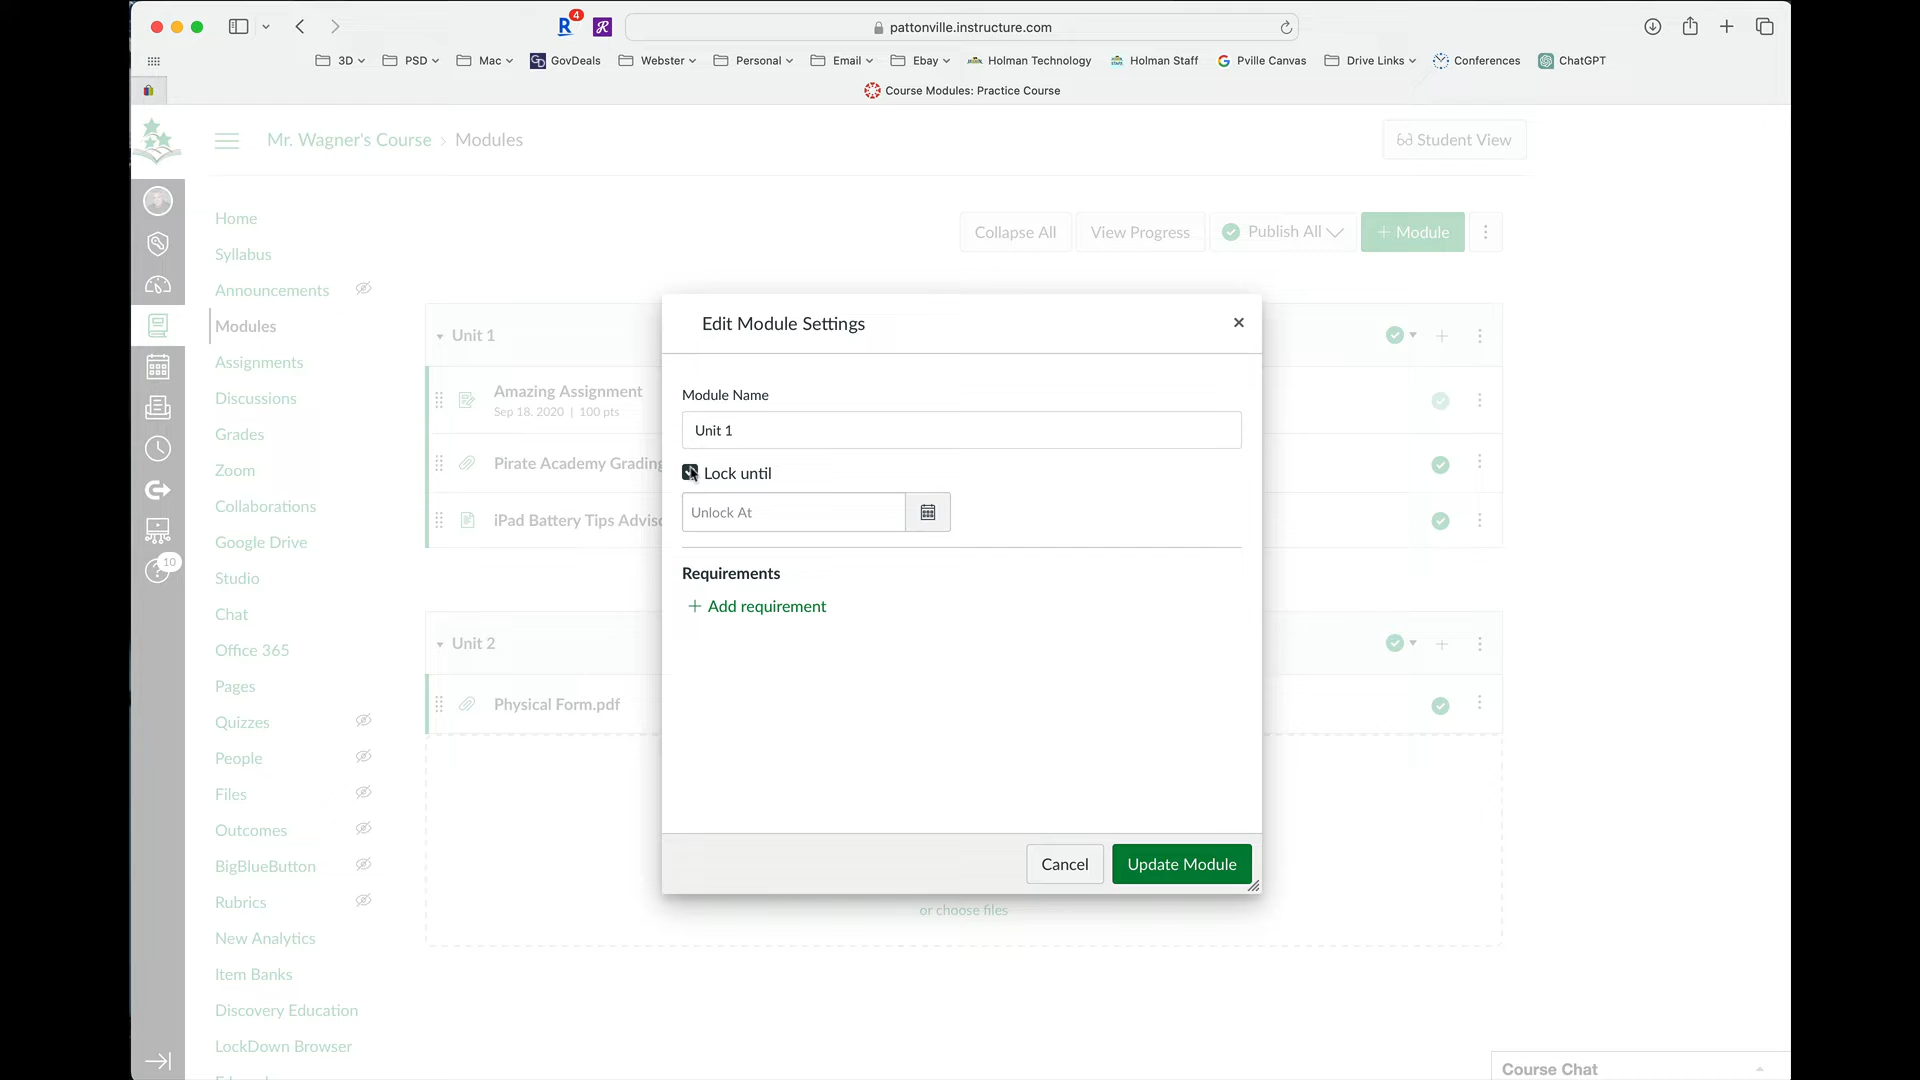 4
pattonville.instructure.com
3D
PSD
Mac
GovDeals
Webster
Personal
Email
Ebay
Holman Technology
Holman Staff
Pville Canvas
Drive Links
Conferences
ChatGPT
Course Modules: Practice Course
Mr. Wagner's Course › Modules
Student View
Home
Syllabus
Announcements
Modules
Assignments
Discussions
Grades
Zoom
Collaborations
Google Drive
Studio
Chat
Office 365
Pages
Quizzes
People
Files
Outcomes
BigBlueButton
Rubrics
New Analytics
Item Banks
Discovery Education
LockDown Browser
10
Collapse All
View Progress
Publish All
+ Module
Unit 1
Amazing Assignment
Sep 18, 2020 | 100 pts
Pirate Academy Grading
iPad Battery Tips
Unit 2
Physical Form.pdf
or choose files
Edit Module Settings
Module Name
Unit 1
Lock until
Unlock At
Requirements
+ Add requirement
Cancel
Update Module
Course Chat